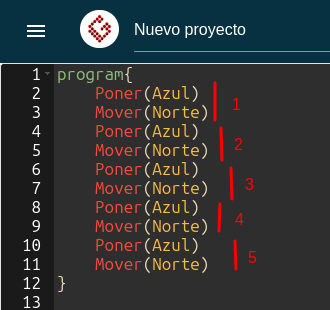 Nuevo proyecto
1 program{
2 Poner(Azul)
3 Mover(Norte) 1
4 Poner(Azul)
5 Mover(Norte) 2
6 Poner(Azul)
7 Mover(Norte) 3
8 Poner(Azul)
9 Mover(Norte) 4
10 Poner(Azul)
11 Mover(Norte) 5
12 }
13